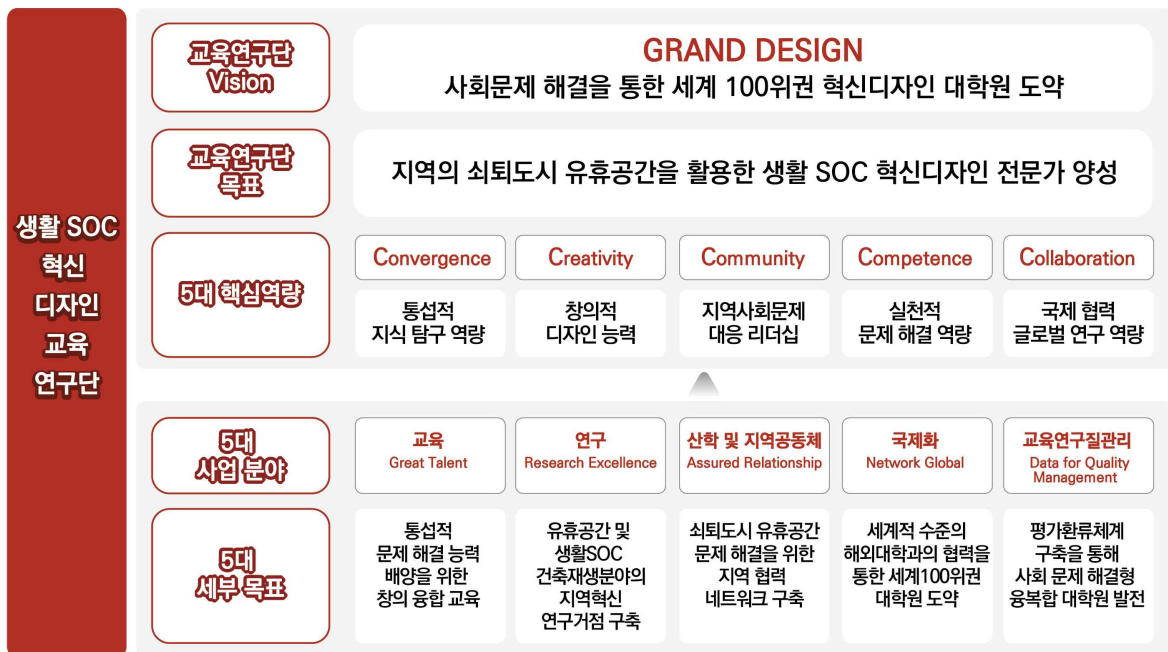 생활 SOC
혁신
디자인
교육
연구단
교육연구단
Vision
GRAND DESIGN
사회문제 해결을 통한 세계 100위권 혁신디자인 대학원 도약
교육연구단
목표
지역의 쇠퇴도시 유휴공간을 활용한 생활 SOC 혁신디자인 전문가 양성
5대 핵심역량
Convergence
통섭적
지식 탐구 역량
Creativity
창의적
디자인 능력
Community
지역사회문제
대응 리더십
Competence
실천적
문제 해결 역량
Collaboration
국제 협력
글로벌 연구 역량
5대
사업 분야
교육
Great Talent
연구
Research Excellence
산학 및 지역공동체
Assured Relationship
국제화
Network Global
교육연구질관리
Data for Quality
Management
5대
세부 목표
통섭적
문제 해결 능력
배양을 위한
창의 융합 교육
유휴공간 및
생활SOC
건축재생분야의
지역혁신
연구거점 구축
쇠퇴도시 유휴공간
문제 해결을 위한
지역 협력
네트워크 구축
세계적 수준의
해외대학과의 협력을
통한 세계100위권
대학원 도약
평가환류체계
구축을 통해
사회 문제 해결형
융복합 대학원 발전